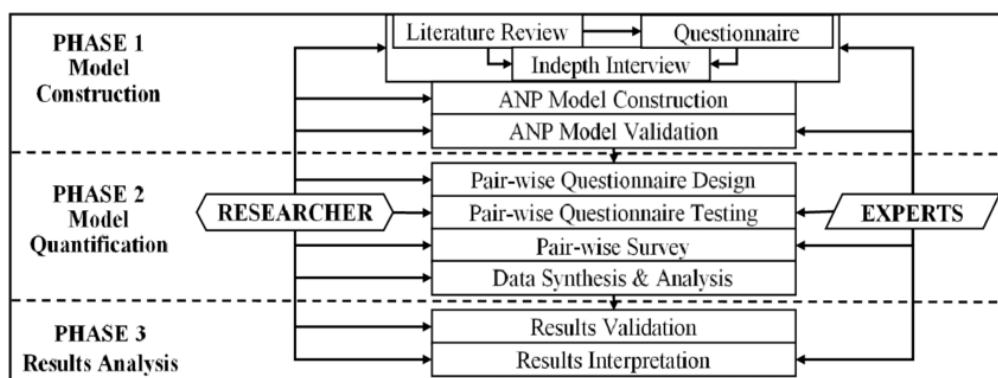 PHASE 1
Model
Construction
Literature Review
Questionnaire
Indepth Interview
ANP Model Construction
ANP Model Validation
PHASE 2
Model
Quantification
RESEARCHER
Pair-wise Questionnaire Design
Pair-wise Questionnaire Testing
Pair-wise Survey
Data Synthesis & Analysis
EXPERTS
PHASE 3
Results Analysis
Results Validation
Results Interpretation